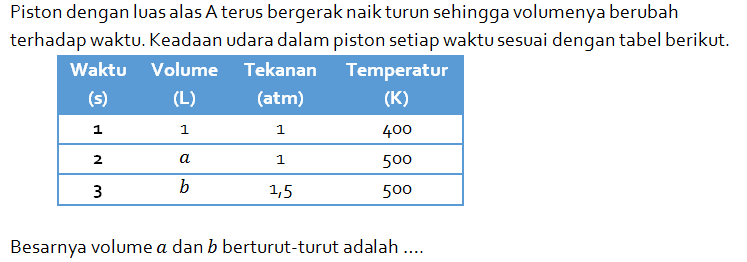 Piston dengan luas alas A terus bergerak naik turun sehingga volumenya berubah
terhadap waktu. Keadaan udara dalam piston setiap waktu sesuai dengan tabel berikut.
Waktu Volume Tekanan Temperatur
(s) (L) (atm) (K)
1 1 1 400
2 a 1 500
3 b 1,5 500
Besarnya volume a dan b berturut-turut adalah ....